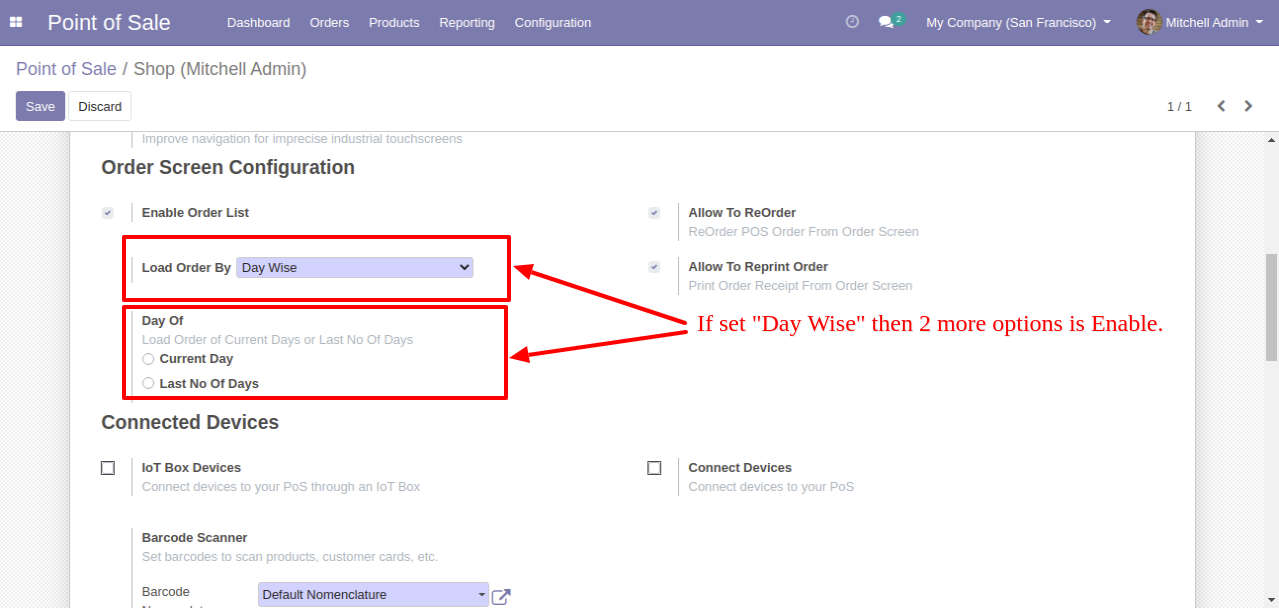 Point of Sale Dashboard Orders Products Reporting Configuration 2 My Company (San Francisco) Mitchell Admin
Point of Sale / Shop (Mitchell Admin)
Save Discard 1 / 1
Improve navigation for imprecise industrial touchscreens
Order Screen Configuration
Enable Order List
Allow To ReOrder
ReOrder POS Order From Order Screen
Load Order By Day Wise
Allow To Reprint Order
Print Order Receipt From Order Screen
Day Of
Load Order of Current Days or Last No Of Days
Current Day
Last No Of Days
If set "Day Wise" then 2 more options is Enable.
Connected Devices
IoT Box Devices
Connect devices to your PoS through an IoT Box
Connect Devices
Connect devices to your PoS
Barcode Scanner
Set barcodes to scan products, customer cards, etc.
Barcode
Default Nomenclature